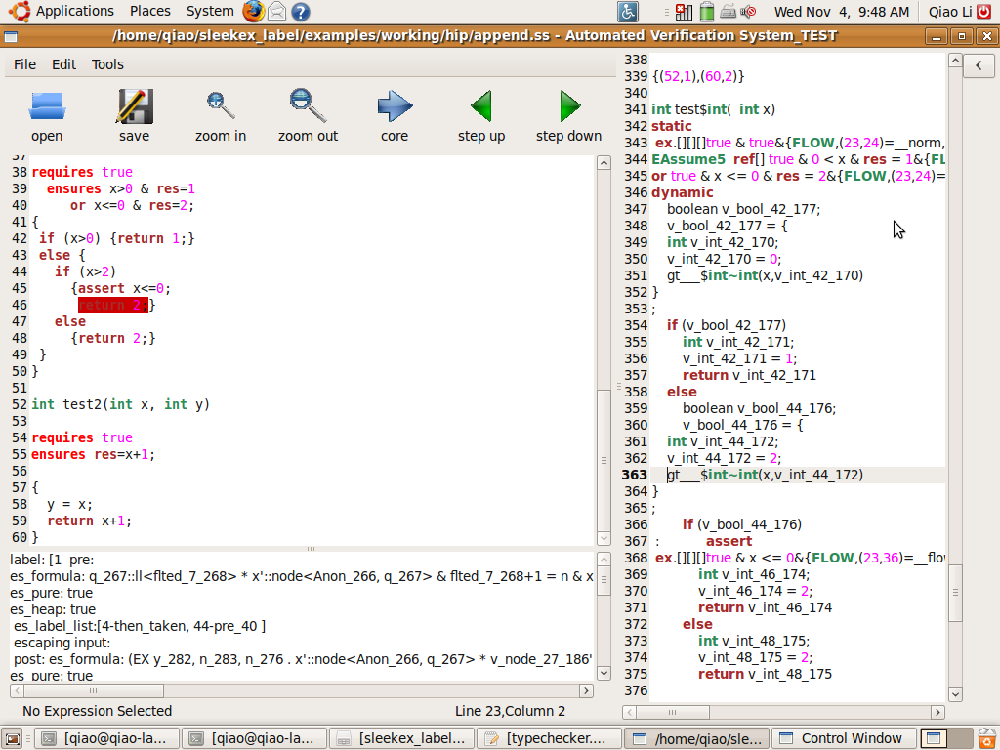 Applications Places System
Wed Nov 4, 9:48 AM Qiao Li
/home/qiao/sleekex_label/examples/working/hip/append.ss - Automated Verification System_TEST
File Edit Tools
open save zoom in zoom out core step up step down
37
38 requires true
39 ensures x>0 & res=1
40 or x<=0 & res=2;
41 {
42 if (x>0) {return 1;}
43 else {
44 if (x>2)
45 {assert x<=0;
46 return 2;}
47 else
48 {return 2;}
49 }
50 }
51
52 int test2(int x, int y)
53
54 requires true
55 ensures res=x+1;
56
57 {
58 y = x;
59 return x+1;
60 }
label: [1 pre:
es_formula: q_267::ll<flted_7_268> * x'::node<Anon_266, q_267> & flted_7_268+1 = n & x
es_pure: true
es_heap: true
es_label_list:[4-then_taken, 44-pre_40 ]
escaping input:
post: es_formula: (EX y_282, n_283, n_276 . x'::node<Anon_266, q_267> * v_node_27_186'
es_pure: true
No Expression Selected Line 23,Column 2
338
339 {(52,1),(60,2)}
340
341 int test$int( int x)
342 static
343 ex.[][][]true & true&{FLOW,(23,24)=__norm,
344 EAssume5 ref[] true & 0 < x & res = 1&{FL
345 or true & x <= 0 & res = 2&{FLOW,(23,24)=
346 dynamic
347 boolean v_bool_42_177;
348 v_bool_42_177 = {
349 int v_int_42_170;
350 v_int_42_170 = 0;
351 gt___$int~int(x,v_int_42_170)
352 }
353 ;
354 if (v_bool_42_177)
355 int v_int_42_171;
356 v_int_42_171 = 1;
357 return v_int_42_171
358 else
359 boolean v_bool_44_176;
360 v_bool_44_176 = {
361 int v_int_44_172;
362 v_int_44_172 = 2;
363 gt___$int~int(x,v_int_44_172)
364 }
365 ;
366 if (v_bool_44_176)
367 : assert
368 ex.[][][]true & x <= 0&{FLOW,(23,36)=__flow
369 int v_int_46_174;
370 v_int_46_174 = 2;
371 return v_int_46_174
372 else
373 int v_int_48_175;
374 v_int_48_175 = 2;
375 return v_int_48_175
376
[qiao@qiao-la... [qiao@qiao-la... [sleekex_label... [typechecker.... /home/qiao/sle... Control Window